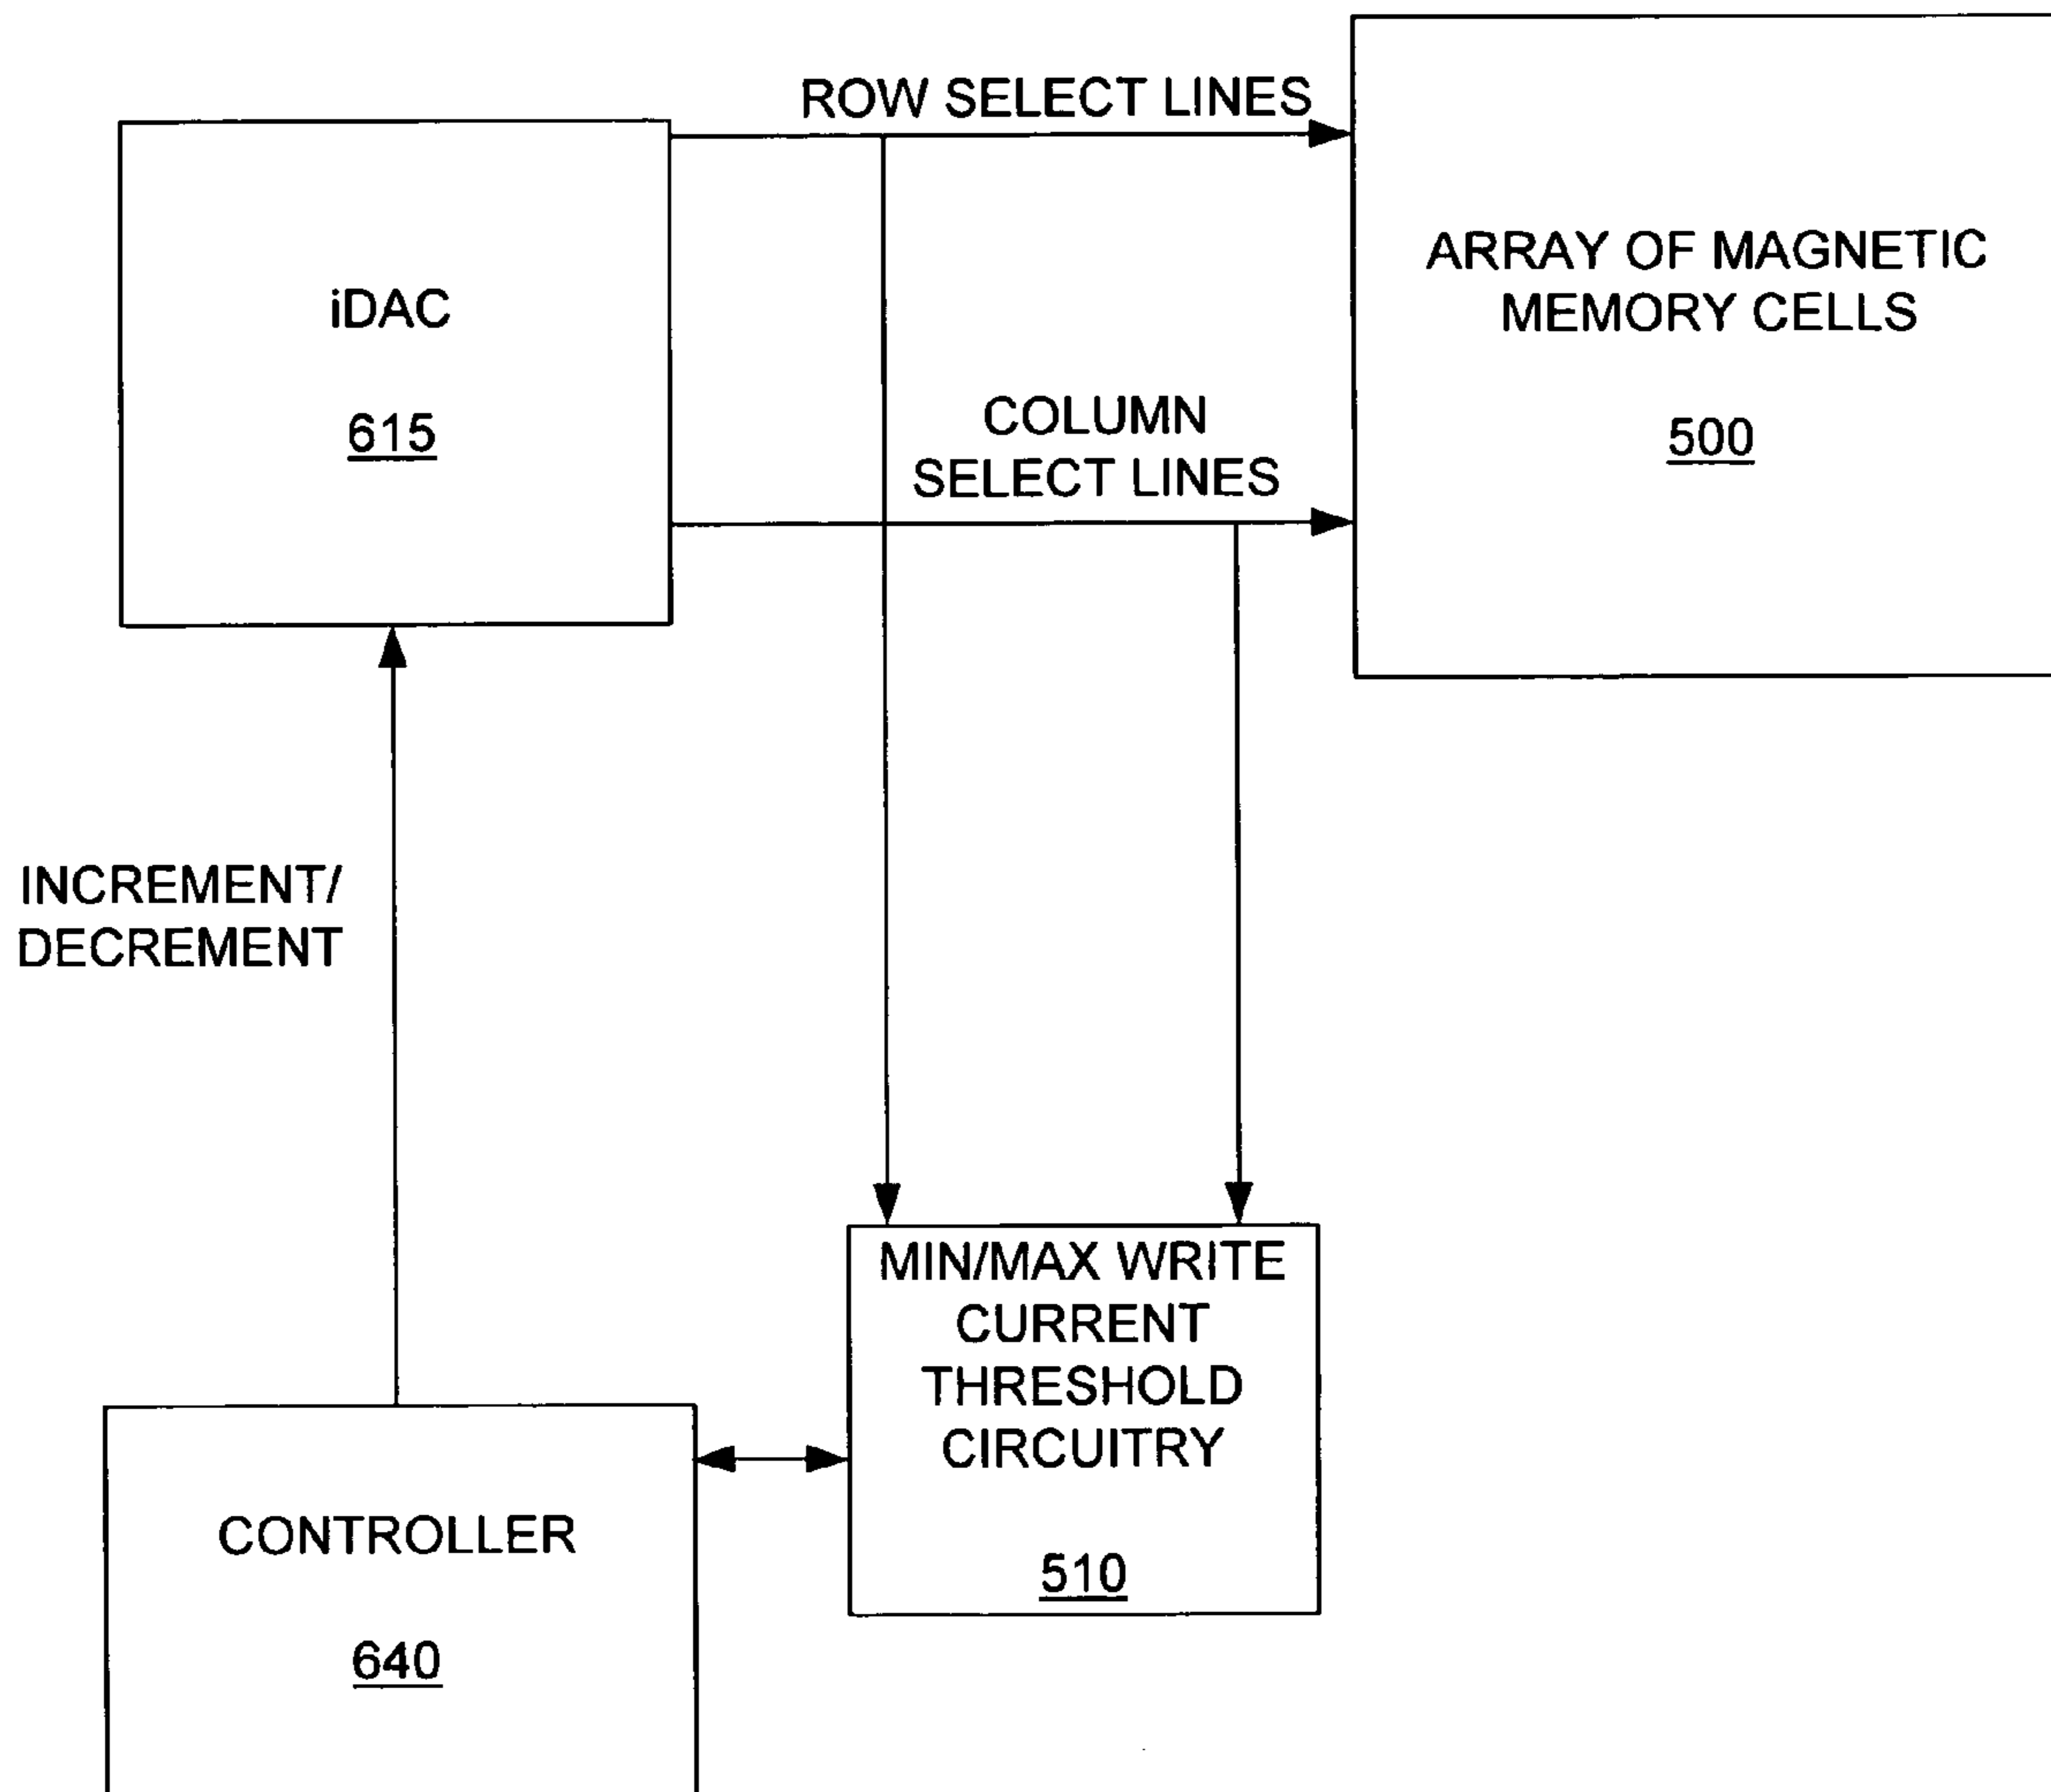 ROW SELECT LINES
iDAC
615
COLUMN
SELECT LINES
ARRAY OF MAGNETIC
MEMORY CELLS
500
INCREMENT/
DECREMENT
MIN/MAX WRITE
CURRENT
THRESHOLD
CIRCUITRY
510
CONTROLLER
640